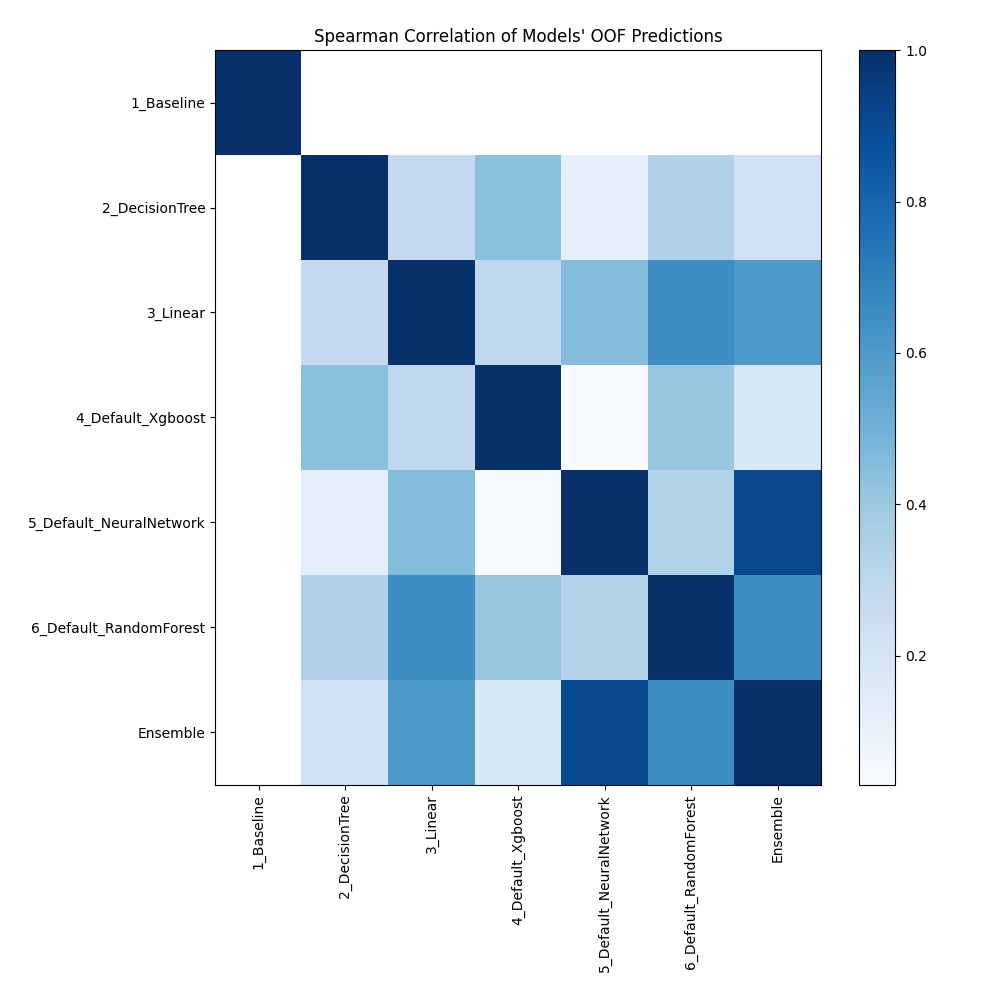 Spearman Correlation of Models' OOF Predictions
1_Baseline
2_DecisionTree
3_Linear
4_Default_Xgboost
5_Default_NeuralNetwork
6_Default_RandomForest
Ensemble
1_Baseline
2_DecisionTree
3_Linear
4_Default_Xgboost
5_Default_NeuralNetwork
6_Default_RandomForest
Ensemble
1.0
0.8
0.6
0.4
0.2